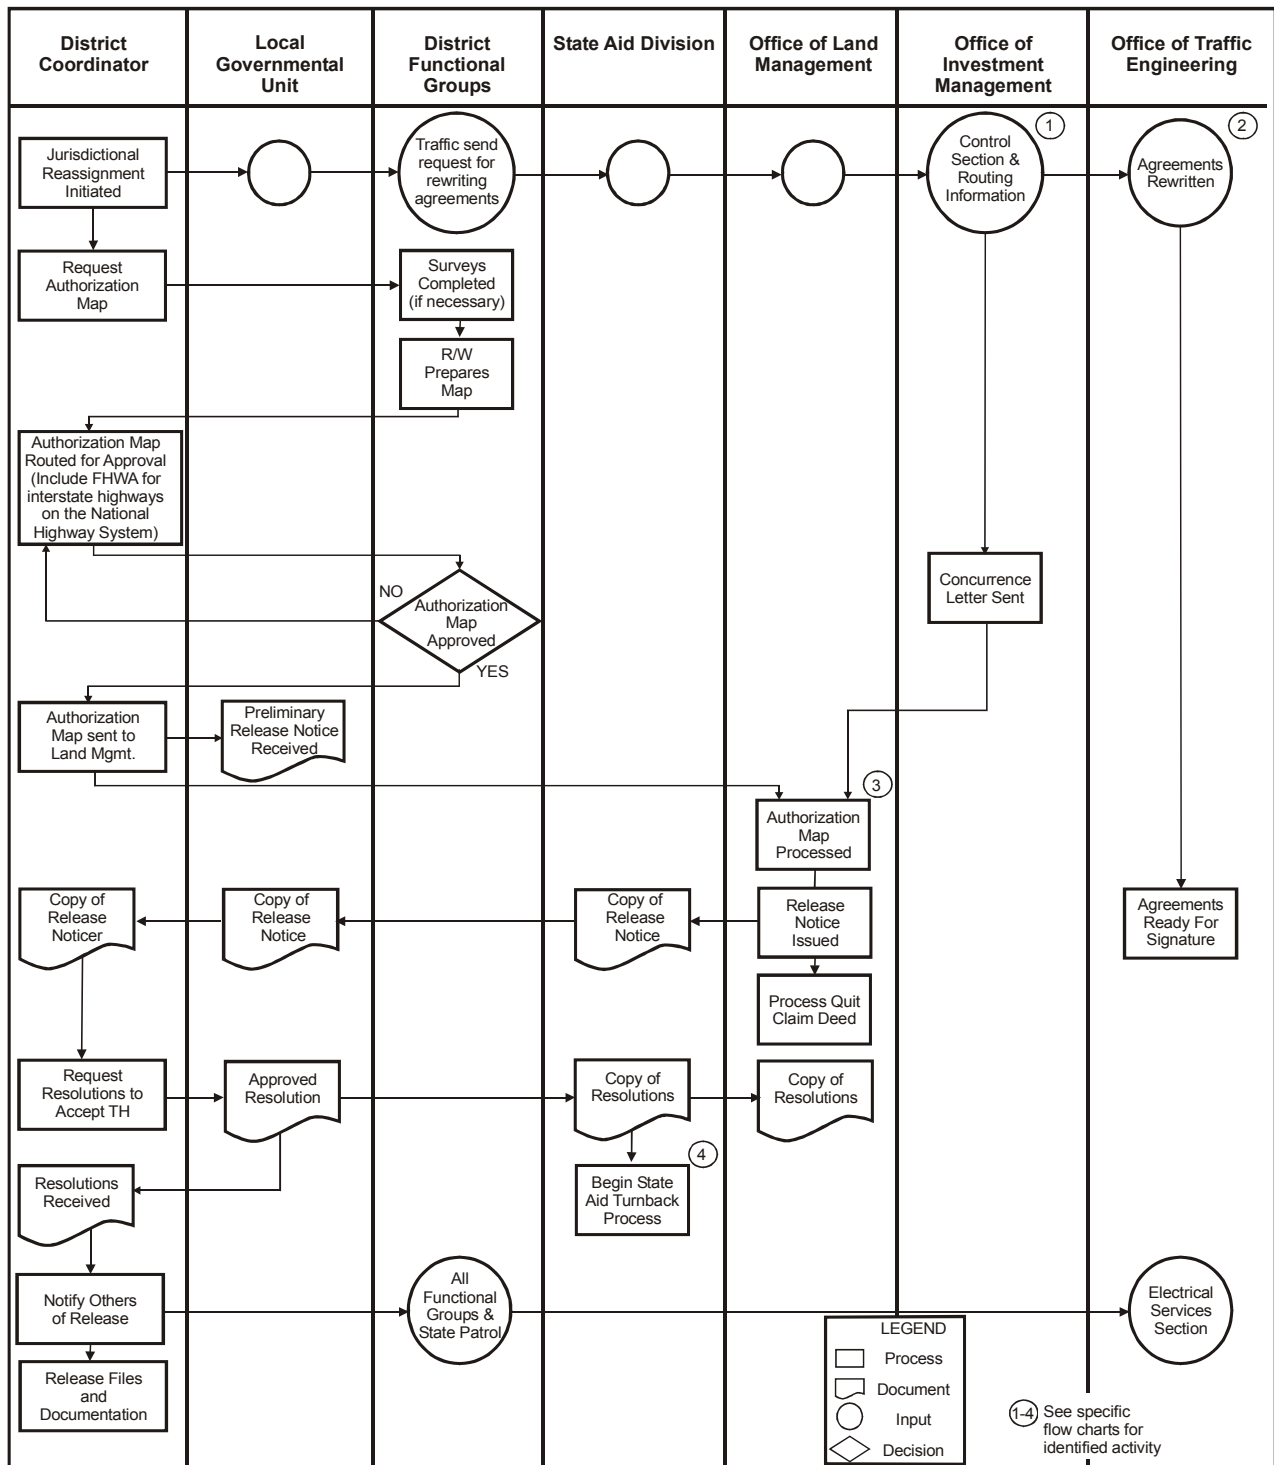 District
Coordinator
Local
Governmental
Unit
District
Functional
Groups
State Aid Division
Office of Land
Management
Office of
Investment
Management
Office of Traffic
Engineering
Jurisdictional
Reassignment
Initiated
Traffic send
request for
rewriting
agreements
1
Control
Section &
Routing
Information
2
Agreements
Rewritten
Request
Authorization
Map
Surveys
Completed
(if necessary)
R/W
Prepares
Map
Authorization Map
Routed for Approval
(Include FHWA for
interstate highways
on the National
Highway System)
NO
Authorization
Map
Approved
YES
Concurrence
Letter Sent
Authorization
Map sent to
Land Mgmt.
Preliminary
Release Notice
Received
3
Authorization
Map
Processed
Copy of
Release
Noticer
Copy of
Release
Notice
Copy of
Release
Notice
Release
Notice
Issued
Agreements
Ready For
Signature
Process Quit
Claim Deed
Request
Resolutions to
Accept TH
Approved
Resolution
Copy of
Resolutions
Copy of
Resolutions
4
Resolutions
Received
Begin State
Aid Turnback
Process
Notify Others
of Release
All
Functional
Groups &
State Patrol
Electrical
Services
Section
Release Files
and
Documentation
LEGEND
Process
Document
Input
Decision
1-4 See specific
flow charts for
identified activity